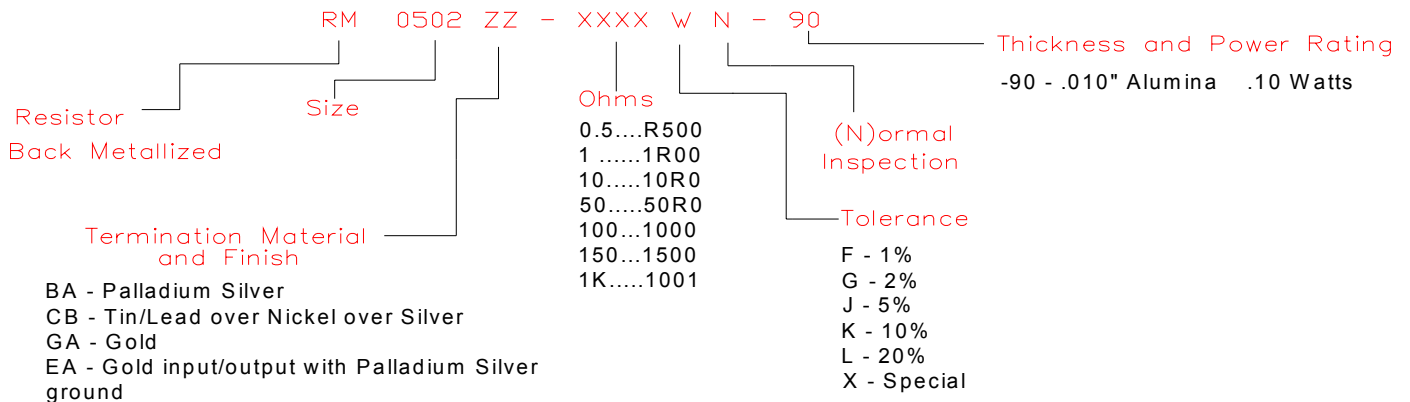 RM 0502 ZZ - XXXX W N - 90
Thickness and Power Rating
-90 - .010" Alumina .10 Watts
Resistor
Back Metallized
Size
Termination Material
and Finish
BA - Palladium Silver
CB - Tin/Lead over Nickel over Silver
GA - Gold
EA - Gold input/output with Palladium Silver
ground
Ohms
0.5....R500
1 ......1R00
10.....10R0
50.....50R0
100...1000
150...1500
1K.....1001
(N)ormal
Inspection
Tolerance
F - 1%
G - 2%
J - 5%
K - 10%
L - 20%
X - Special